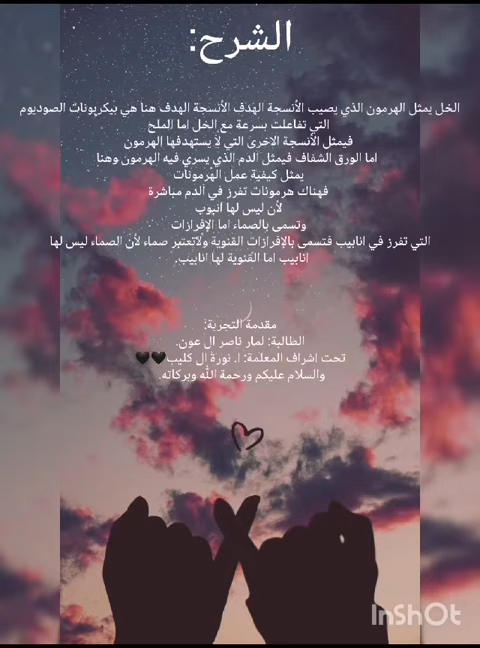 الشرح:
الخل يمثل الهرمون الذي يصيب الأنسجة الهدف الأنسجة الهدف هنا هي بيكربونات الصوديوم
التي تفاعلت بسرعة مع الخل اما الملح
فيمثل الأنسجة الاخرى التي لا يستهدفها الهرمون
اما الورق الشفاف فيمثل الدم الذي يسري فيه الهرمون وهنا
يمثل كيفية عمل الهرمونات
فهناك هرمونات تفرز في الدم مباشرة
لأن ليس لها انبوب
وتسمى بالصماء اما الإفرازات
التي تفرز في انابيب فتسمى بالإفرازات القنوية ولاتعتبر صماء لأن الصماء ليس لها
انابيب اما القنوية لها انابيب.
مقدمة التجربة:
الطالبة: لمار ناصر ال عون.
تحت اشراف المعلمة: ا. نورة ال كليب🖤🖤
والسلام عليكم ورحمة الله وبركاته.
InShOt